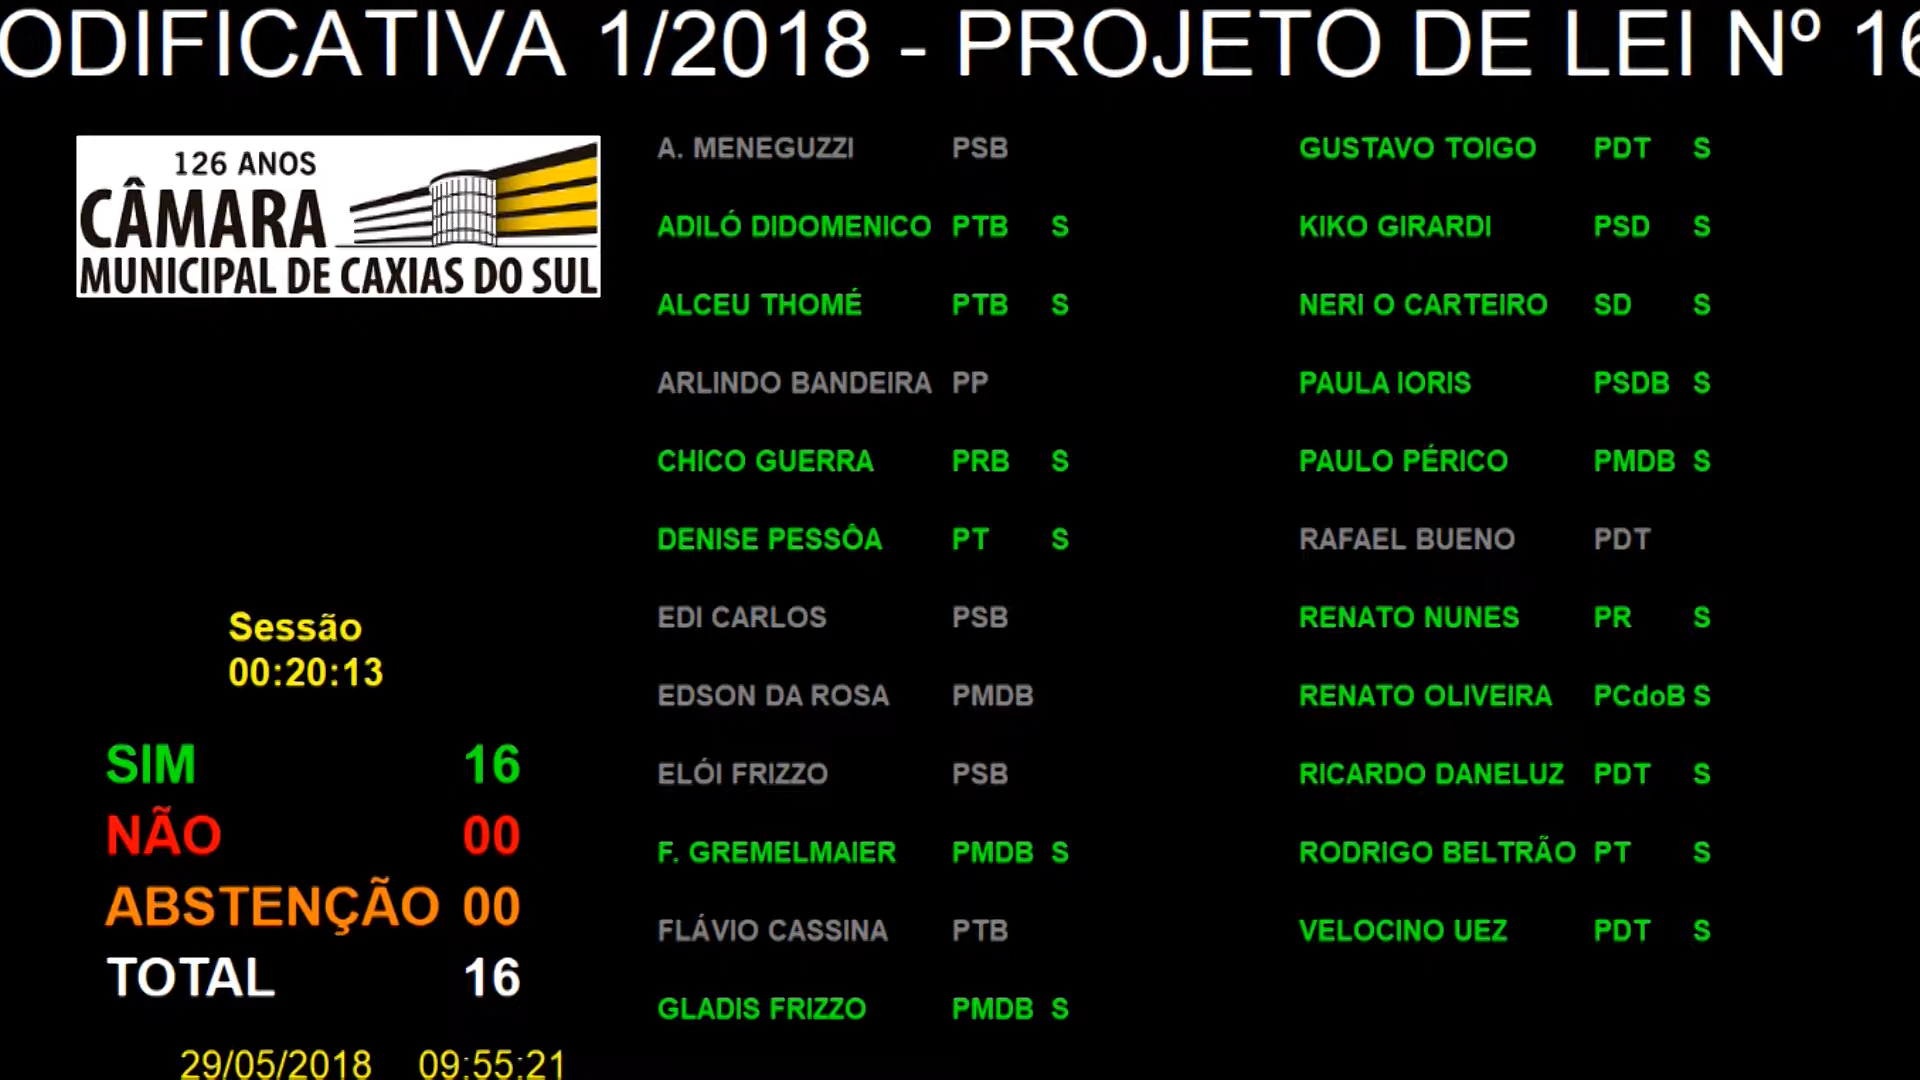 ODIFICATIVA 1/2018 - PROJETO DE LEI Nº 16
126 ANOS
CÂMARA
MUNICIPAL DE CAXIAS DO SUL
Sessão
00:20:13
SIM 16
NÃO 00
ABSTENÇÃO 00
TOTAL 16
29/05/2018 09:55:21
A. MENEGUZZI PSB
ADILÓ DIDOMENICO PTB S
ALCEU THOMÉ PTB S
ARLINDO BANDEIRA PP
CHICO GUERRA PRB S
DENISE PESSÔA PT S
EDI CARLOS PSB
EDSON DA ROSA PMDB
ELÓI FRIZZO PSB
F. GREMELMAIER PMDB S
FLÁVIO CASSINA PTB
GLADIS FRIZZO PMDB S
GUSTAVO TOIGO PDT S
KIKO GIRARDI PSD S
NERI O CARTEIRO SD S
PAULA IORIS PSDB S
PAULO PÉRICO PMDB S
RAFAEL BUENO PDT
RENATO NUNES PR S
RENATO OLIVEIRA PCdoB S
RICARDO DANELUZ PDT S
RODRIGO BELTRÃO PT S
VELOCINO UEZ PDT S